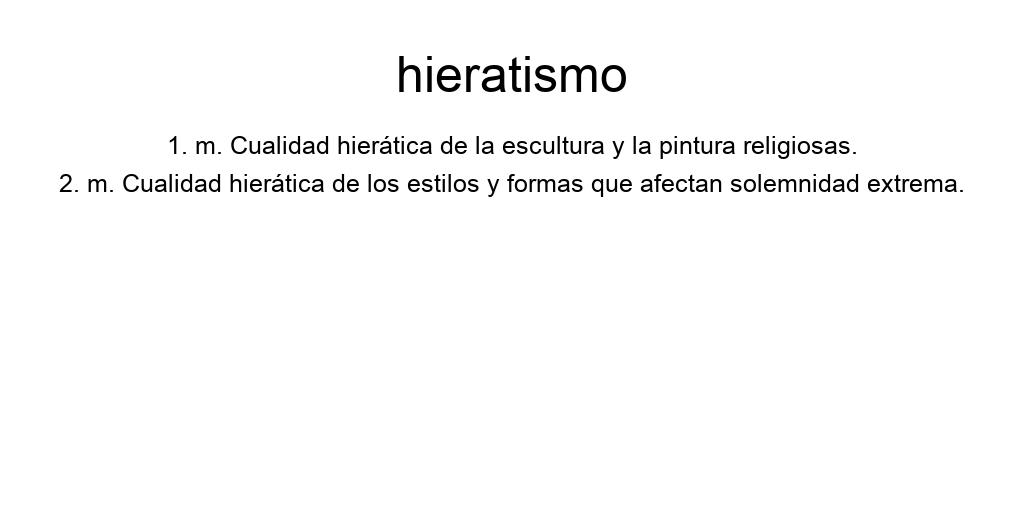 hieratismo
1. m. Cualidad hierática de la escultura y la pintura religiosas.
2. m. Cualidad hierática de los estilos y formas que afectan solemnidad extrema.